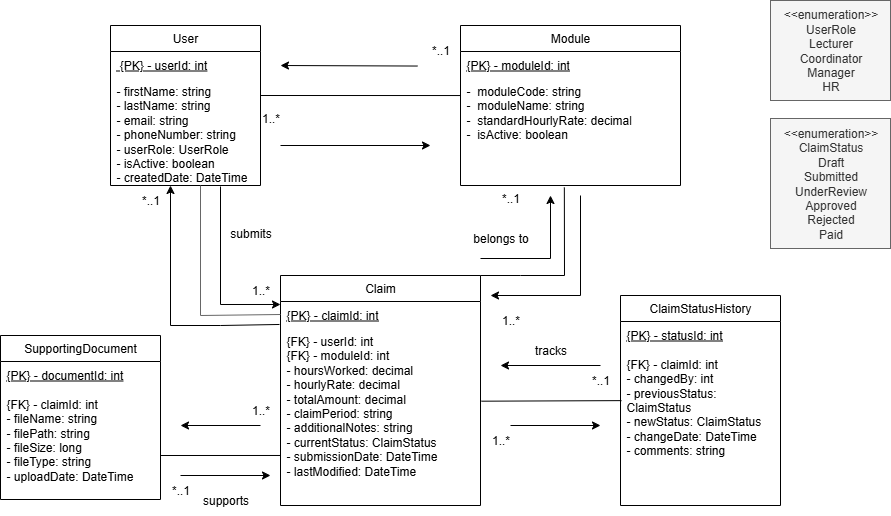 User
{PK} - userId: int
- firstName: string
- lastName: string
- email: string
- phoneNumber: string
- userRole: UserRole
- isActive: boolean
- createdDate: DateTime
*..1
1..*
Module
{PK} - moduleId: int
- moduleCode: string
- moduleName: string
- standardHourlyRate: decimal
- isActive: boolean
<<enumeration>>
UserRole
Lecturer
Coordinator
Manager
HR
<<enumeration>>
ClaimStatus
Draft
Submitted
UnderReview
Approved
Rejected
Paid
*..1
submits
1..*
*..1
belongs to
1..*
Claim
{PK} - claimId: int
{FK} - userId: int
{FK} - moduleId: int
- hoursWorked: decimal
- hourlyRate: decimal
- totalAmount: decimal
- claimPeriod: string
- additionalNotes: string
- currentStatus: ClaimStatus
- submissionDate: DateTime
- lastModified: DateTime
ClaimStatusHistory
{PK} - statusId: int
{FK} - claimId: int
- changedBy: int
- previousStatus:
ClaimStatus
- newStatus: ClaimStatus
- changeDate: DateTime
- comments: string
tracks
*..1
1..*
SupportingDocument
{PK} - documentId: int
{FK} - claimId: int
- fileName: string
- filePath: string
- fileSize: long
- fileType: string
- uploadDate: DateTime
1..*
*..1
supports